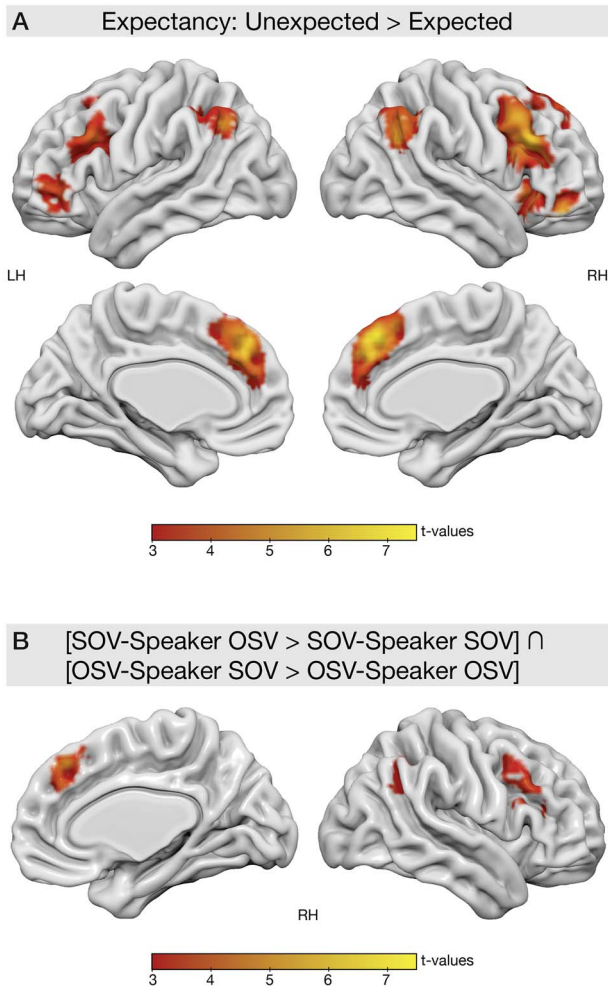 A Expectancy: Unexpected > Expected
LH
RH
t-values
3 4 5 6 7
B [SOV-Speaker OSV > SOV-Speaker SOV] ∩
[OSV-Speaker SOV > OSV-Speaker OSV]
RH
t-values
3 4 5 6 7